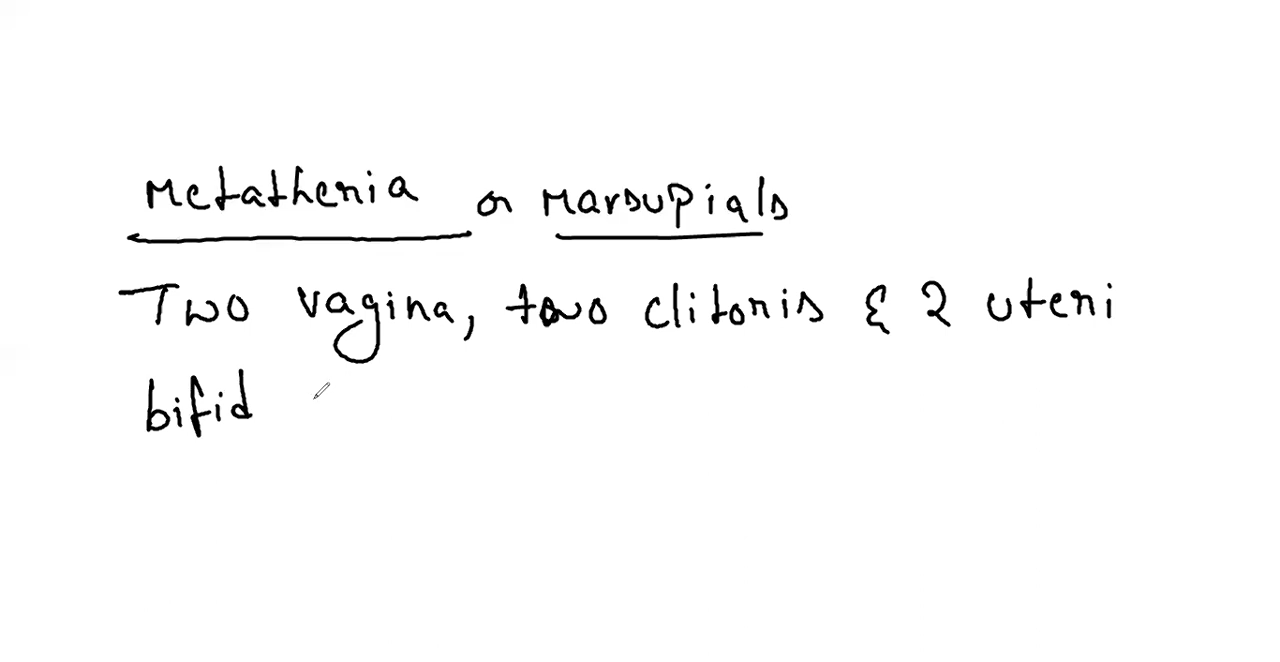 Metatheria or Marsupials
Two vagina, two clitoris & 2 uteri
bifid